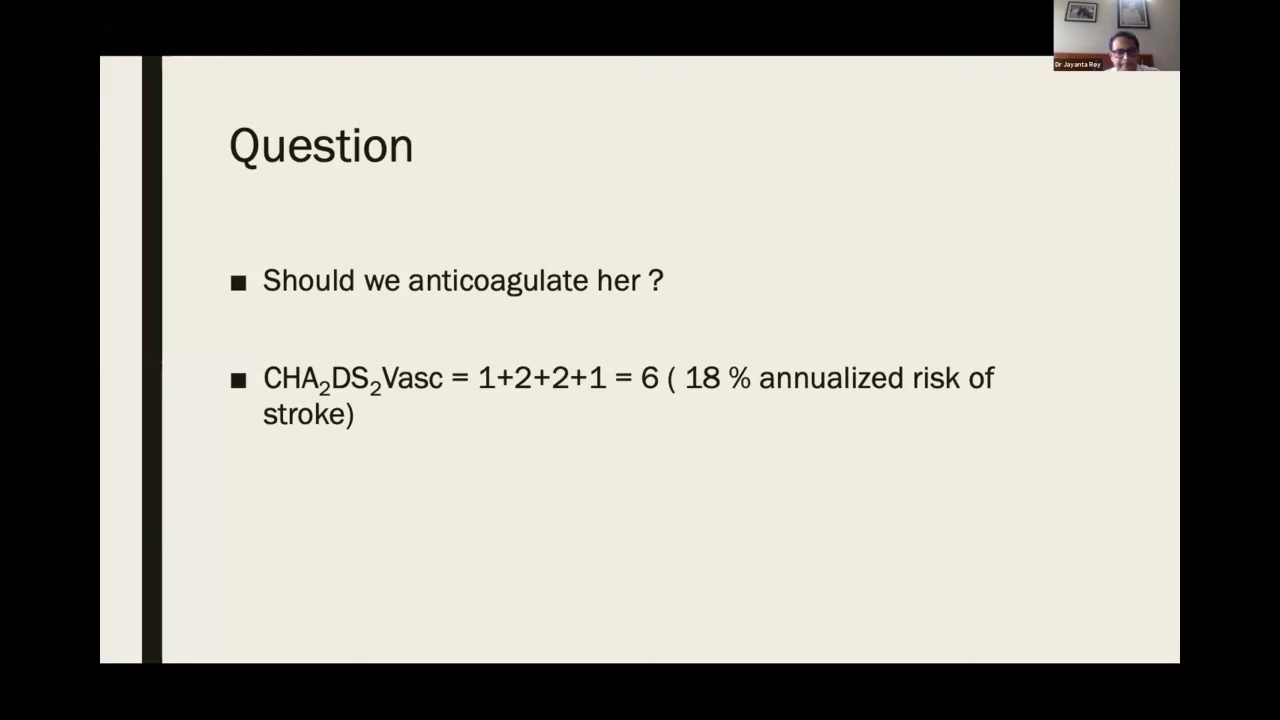 Dr Jayanta Roy
Question
■ Should we anticoagulate her ?
■ CHA₂DS₂Vasc = 1+2+2+1 = 6 ( 18 % annualized risk of
stroke)